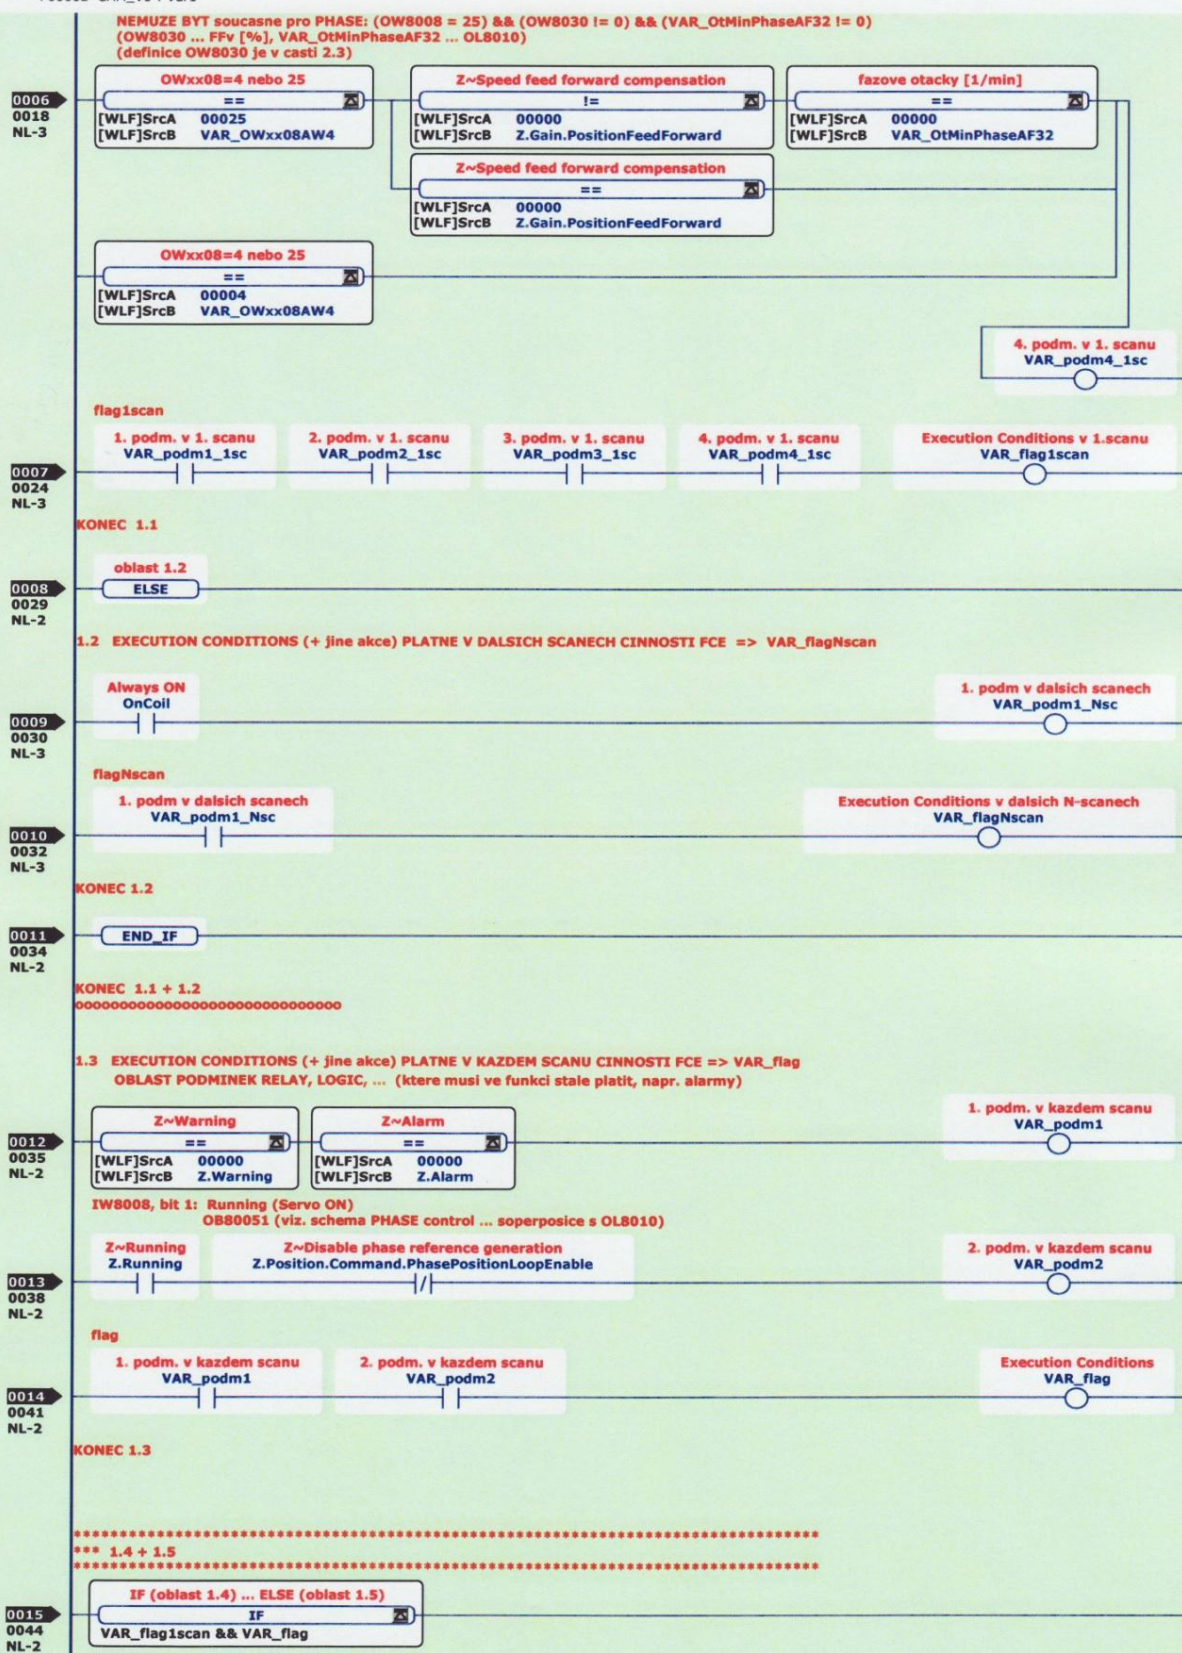 NEMUZE BYT soucasne pro PHASE: (OW8008 = 25) && (OW8030 != 0) && (VAR_OtMinPhaseAF32 != 0)
(OW8030 ... FFv [%], VAR_OtMinPhaseAF32 ... OL8010)
(definice OW8030 je v casti 2.3)
OWxx08=4 nebo 25
Z~Speed feed forward compensation
fazove otacky [1/min]
0006
==
!=
==
0018
[WLF]SrcA 00025
[WLF]SrcA 00000
[WLF]SrcA 00000
NL-3
[WLF]SrcB VAR_OWxx08AW4
[WLF]SrcB Z.Gain.PositionFeedForward
[WLF]SrcB VAR_OtMinPhaseAF32
Z~Speed feed forward compensation
==
[WLF]SrcA 00000
[WLF]SrcB Z.Gain.PositionFeedForward
OWxx08=4 nebo 25
==
[WLF]SrcA 00004
[WLF]SrcB VAR_OWxx08AW4
4. podm. v 1. scanu
VAR_podm4_1sc
flag1scan
1. podm. v 1. scanu
2. podm. v 1. scanu
3. podm. v 1. scanu
4. podm. v 1. scanu
Execution Conditions v 1.scanu
VAR_podm1_1sc
VAR_podm2_1sc
VAR_podm3_1sc
VAR_podm4_1sc
VAR_flag1scan
0007
0024
NL-3
KONEC 1.1
oblast 1.2
0008
ELSE
0029
NL-2
1.2 EXECUTION CONDITIONS (+ jine akce) PLATNE V DALSICH SCANECH CINNOSTI FCE => VAR_flagNscan
Always ON
1. podm v dalsich scanech
OnCoil
VAR_podm1_Nsc
0009
0030
NL-3
flagNscan
1. podm v dalsich scanech
Execution Conditions v dalsich N-scanech
VAR_podm1_Nsc
VAR_flagNscan
0010
0032
NL-3
KONEC 1.2
0011
END_IF
0034
NL-2
KONEC 1.1 + 1.2
oooooooooooooooooooooooooooooo
1.3 EXECUTION CONDITIONS (+ jine akce) PLATNE V KAZDEM SCANU CINNOSTI FCE => VAR_flag
OBLAST PODMINEK RELAY, LOGIC, ... (ktere musi ve funkci stale platit, napr. alarmy)
Z~Warning
Z~Alarm
1. podm. v kazdem scanu
VAR_podm1
0012
==
==
0035
[WLF]SrcA 00000
[WLF]SrcA 00000
NL-2
[WLF]SrcB Z.Warning
[WLF]SrcB Z.Alarm
IW8008, bit 1: Running (Servo ON)
OB80051 (viz. schema PHASE control ... soperposice s OL8010)
Z~Running
Z~Disable phase reference generation
2. podm. v kazdem scanu
Z.Running
Z.Position.Command.PhasePositionLoopEnable
VAR_podm2
0013
0038
NL-2
flag
1. podm. v kazdem scanu
2. podm. v kazdem scanu
Execution Conditions
VAR_podm1
VAR_podm2
VAR_flag
0014
0041
NL-2
KONEC 1.3
**********************************************************************************
*** 1.4 + 1.5
**********************************************************************************
IF (oblast 1.4) ... ELSE (oblast 1.5)
0015
IF
0044
VAR_flag1scan && VAR_flag
NL-2